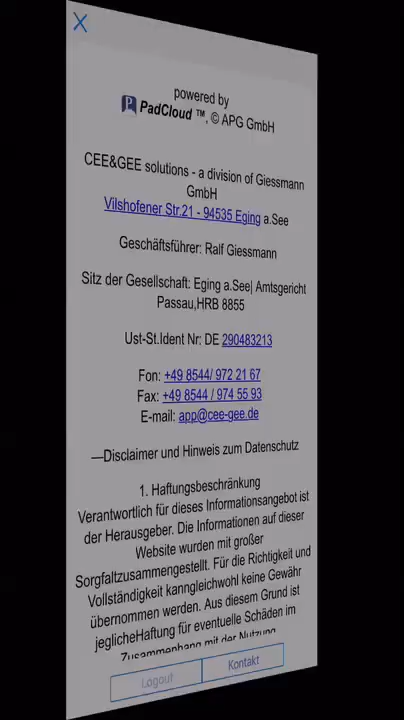 powered by
PadCloud ™, © APG GmbH
CEE&GEE solutions - a division of Giessmann
GmbH
Vilshofener Str.21 - 94535 Eging a.See
Geschäftsführer: Ralf Giessmann
Sitz der Gesellschaft: Eging a.See| Amtsgericht
Passau,HRB 8855
Ust-St.Ident Nr: DE 290483213
Fon: +49 8544/ 972 21 67
Fax: +49 8544 / 974 55 93
E-mail: app@cee-gee.de
—Disclaimer und Hinweis zum Datenschutz
1. Haftungsbeschränkung
Verantwortlich für dieses Informationsangebot ist
der Herausgeber. Die Informationen auf dieser
Website wurden mit großer
Sorgfaltzusammengestellt. Für die Richtigkeit und
Vollständigkeit kanngleichwohl keine Gewähr
übernommen werden. Aus diesem Grund ist
jeglicheHaftung für eventuelle Schäden im
Zusammenhang mit der Nutzung
Logout
Kontakt